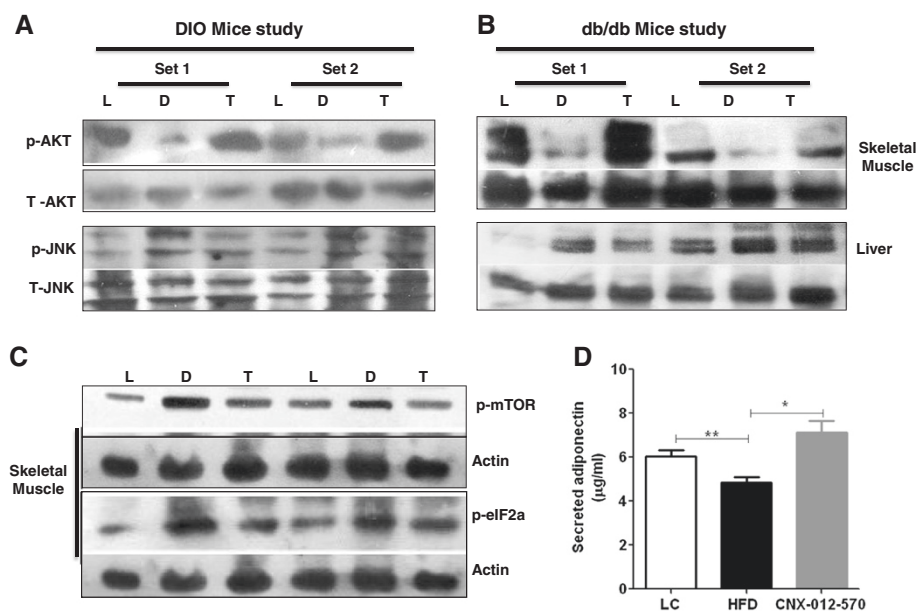 A
DIO Mice study
Set 1 Set 2
L D T L D T
p-AKT
T -AKT
p-JNK
T-JNK
B
db/db Mice study
Set 1 Set 2
L D T L D T
Skeletal
Muscle
Liver
C
L D T L D T
p-mTOR
Actin
p-eIF2a
Actin
Skeletal
Muscle
D
Secreted adiponectin
(µg/ml)
10
8
6
4
2
0
**
*
LC HFD CNX-012-570